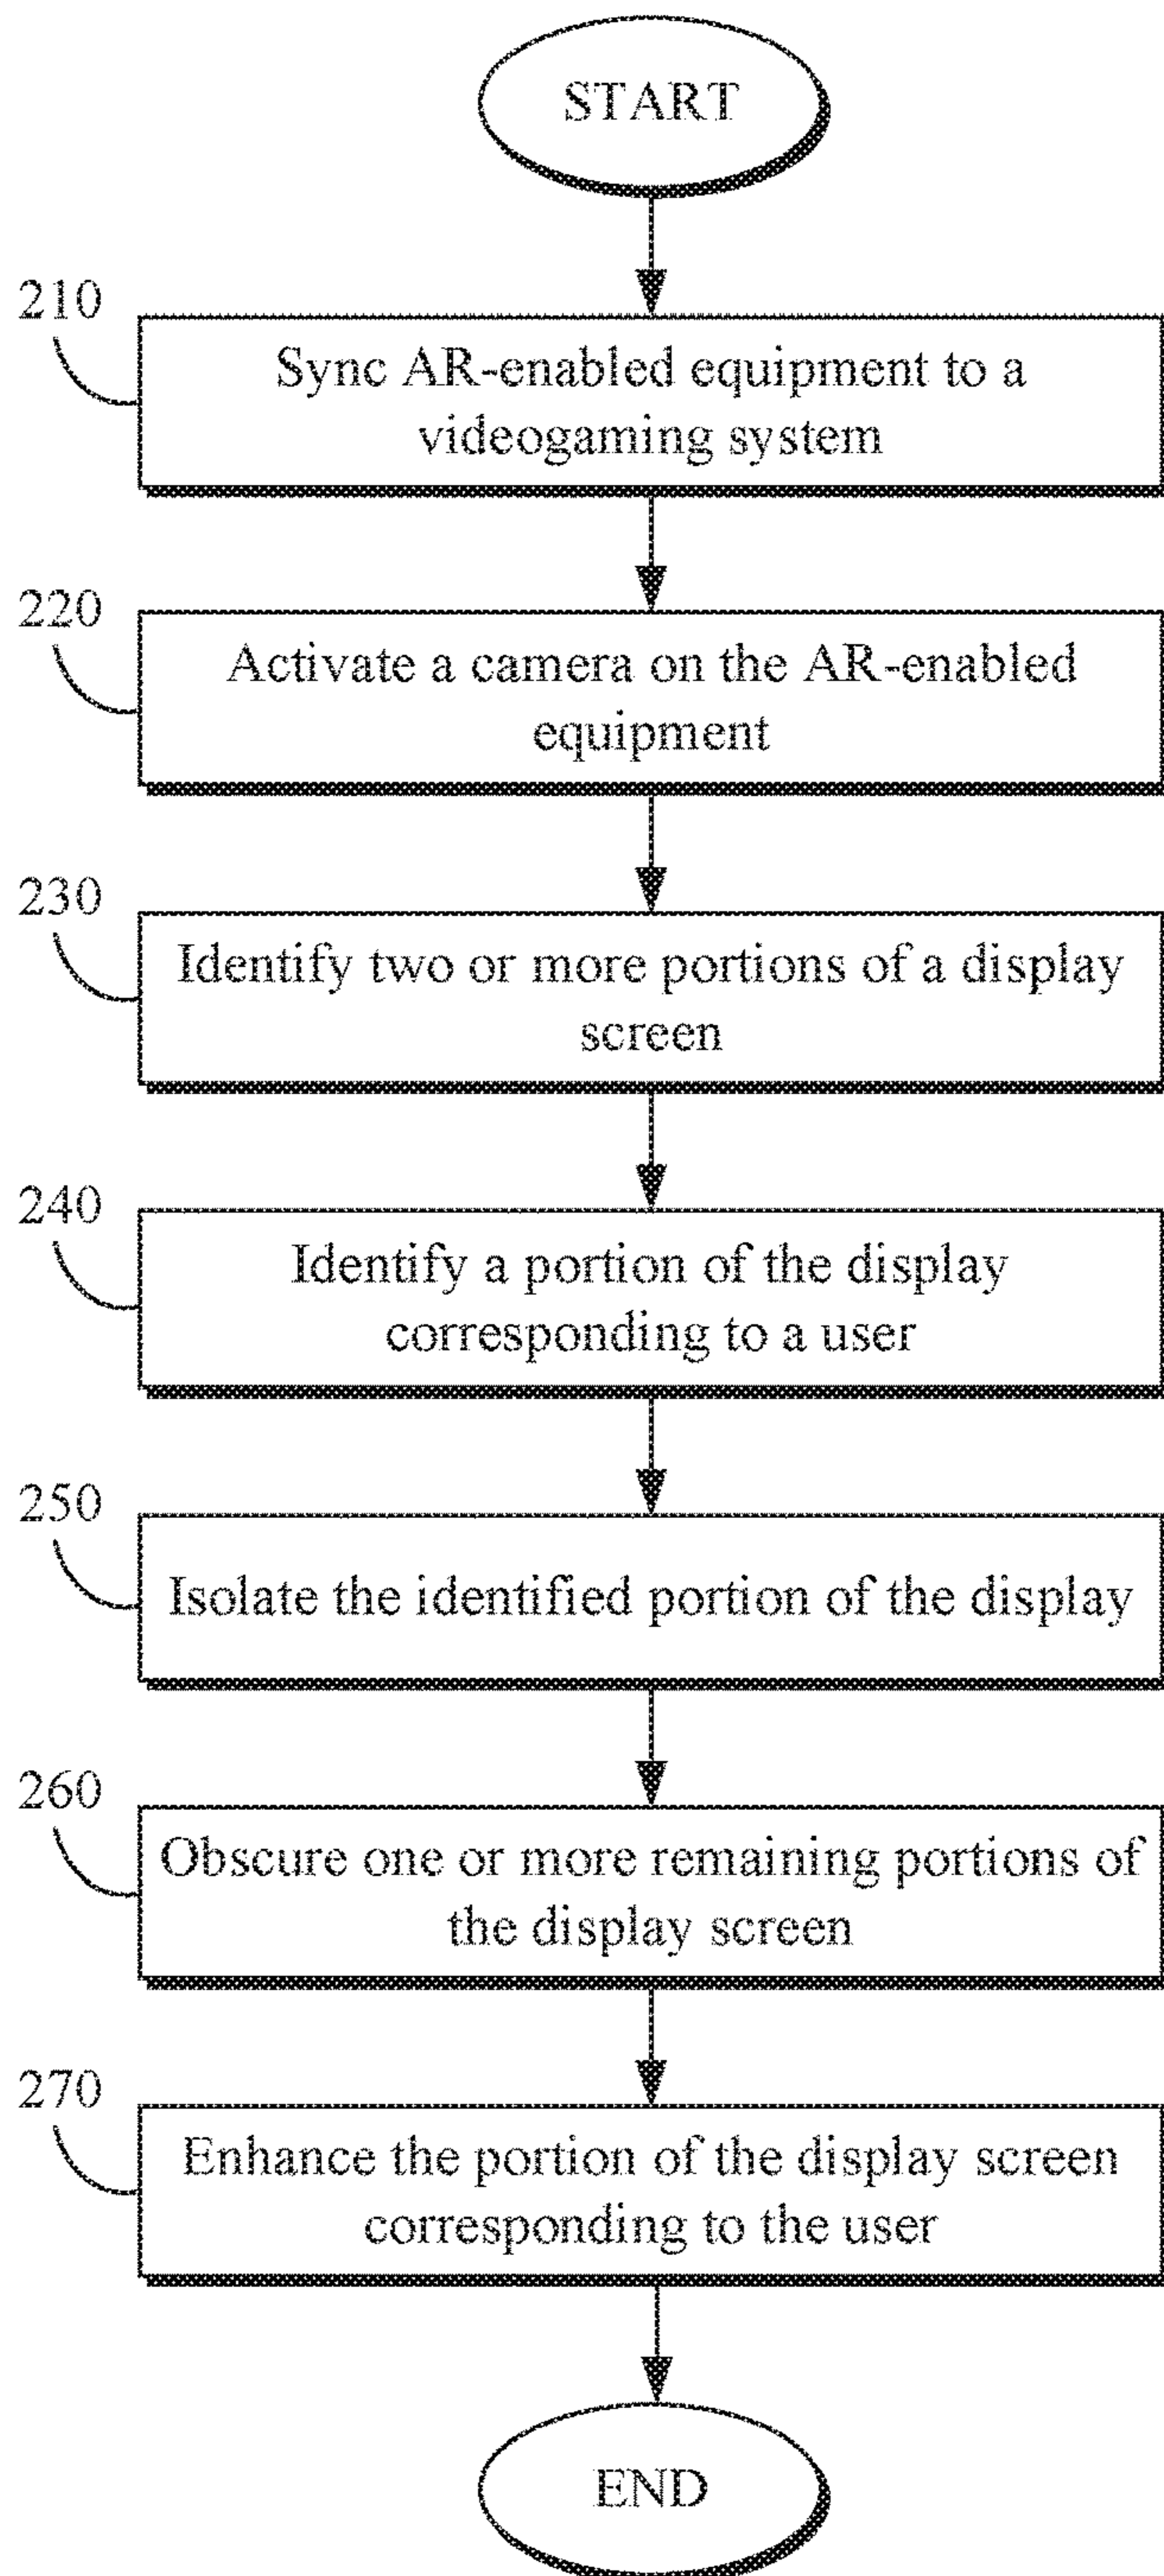 START
210
Sync AR-enabled equipment to a
videogaming system
220
Activate a camera on the AR-enabled
equipment
230
Identify two or more portions of a display
screen
240
Identify a portion of the display
corresponding to a user
250
Isolate the identified portion of the display
260
Obscure one or more remaining portions of
the display screen
270
Enhance the portion of the display screen
corresponding to the user
END